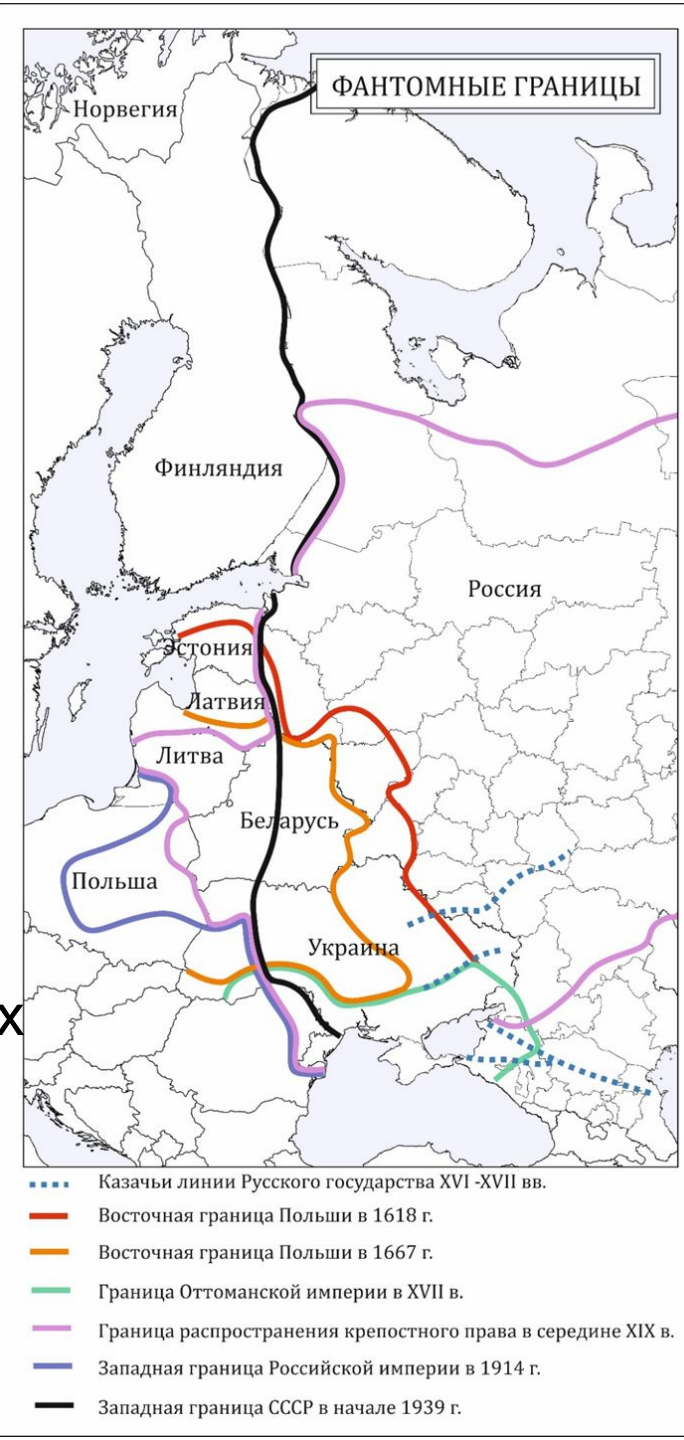 ФАНТОМНЫЕ ГРАНИЦЫ
Норвегия
Финляндия
Россия
Эстония
Латвия
Литва
Беларусь
Польша
Украина
х
Казачьи линии Русского государства XVI -XVII вв.
Восточная граница Польши в 1618 г.
Восточная граница Польши в 1667 г.
Граница Оттоманской империи в XVII в.
Граница распространения крепостного права в середине XIX в.
Западная граница Российской империи в 1914 г.
Западная граница СССР в начале 1939 г.